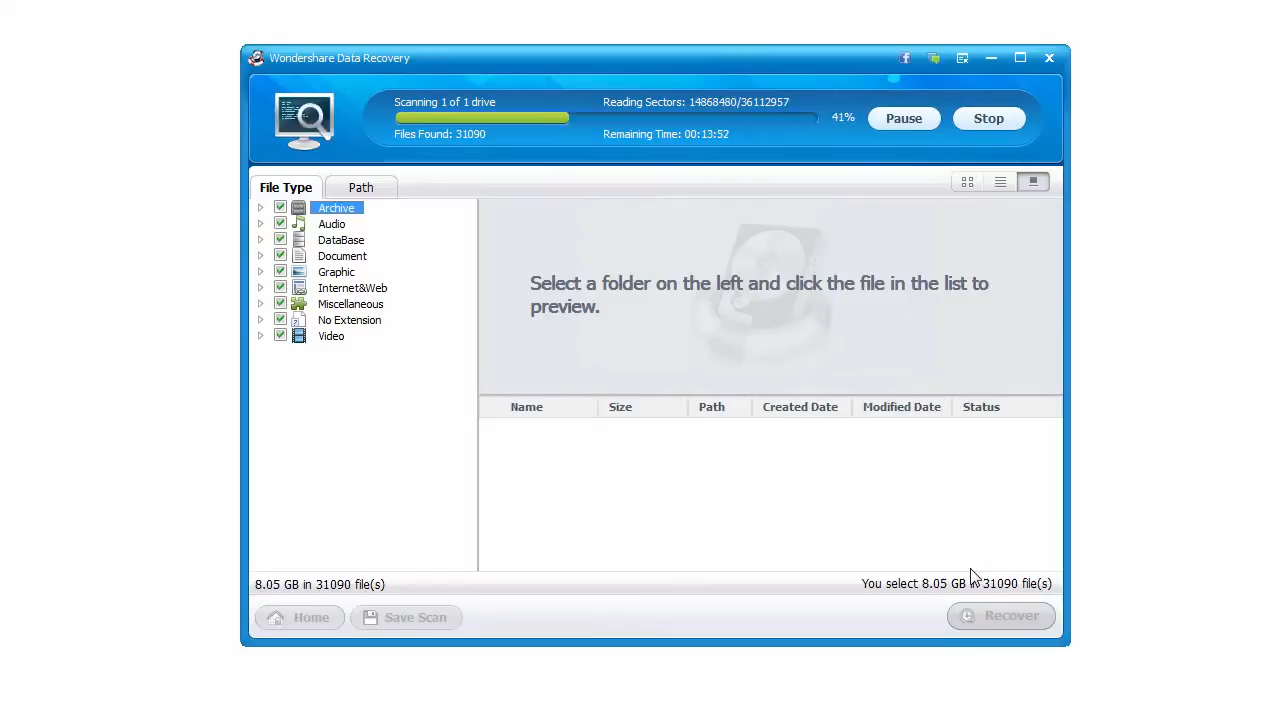 Wondershare Data Recovery
Scanning 1 of 1 drive
Reading Sectors: 14868480/36112957
41%
Pause
Stop
Files Found: 31090
Remaining Time: 00:13:52
File Type
Path
Archive
Audio
DataBase
Document
Graphic
Internet&Web
Miscellaneous
No Extension
Video
Select a folder on the left and click the file in the list to
preview.
Name
Size
Path
Created Date
Modified Date
Status
8.05 GB in 31090 file(s)
You select 8.05 GB in 31090 file(s)
Home
Save Scan
Recover